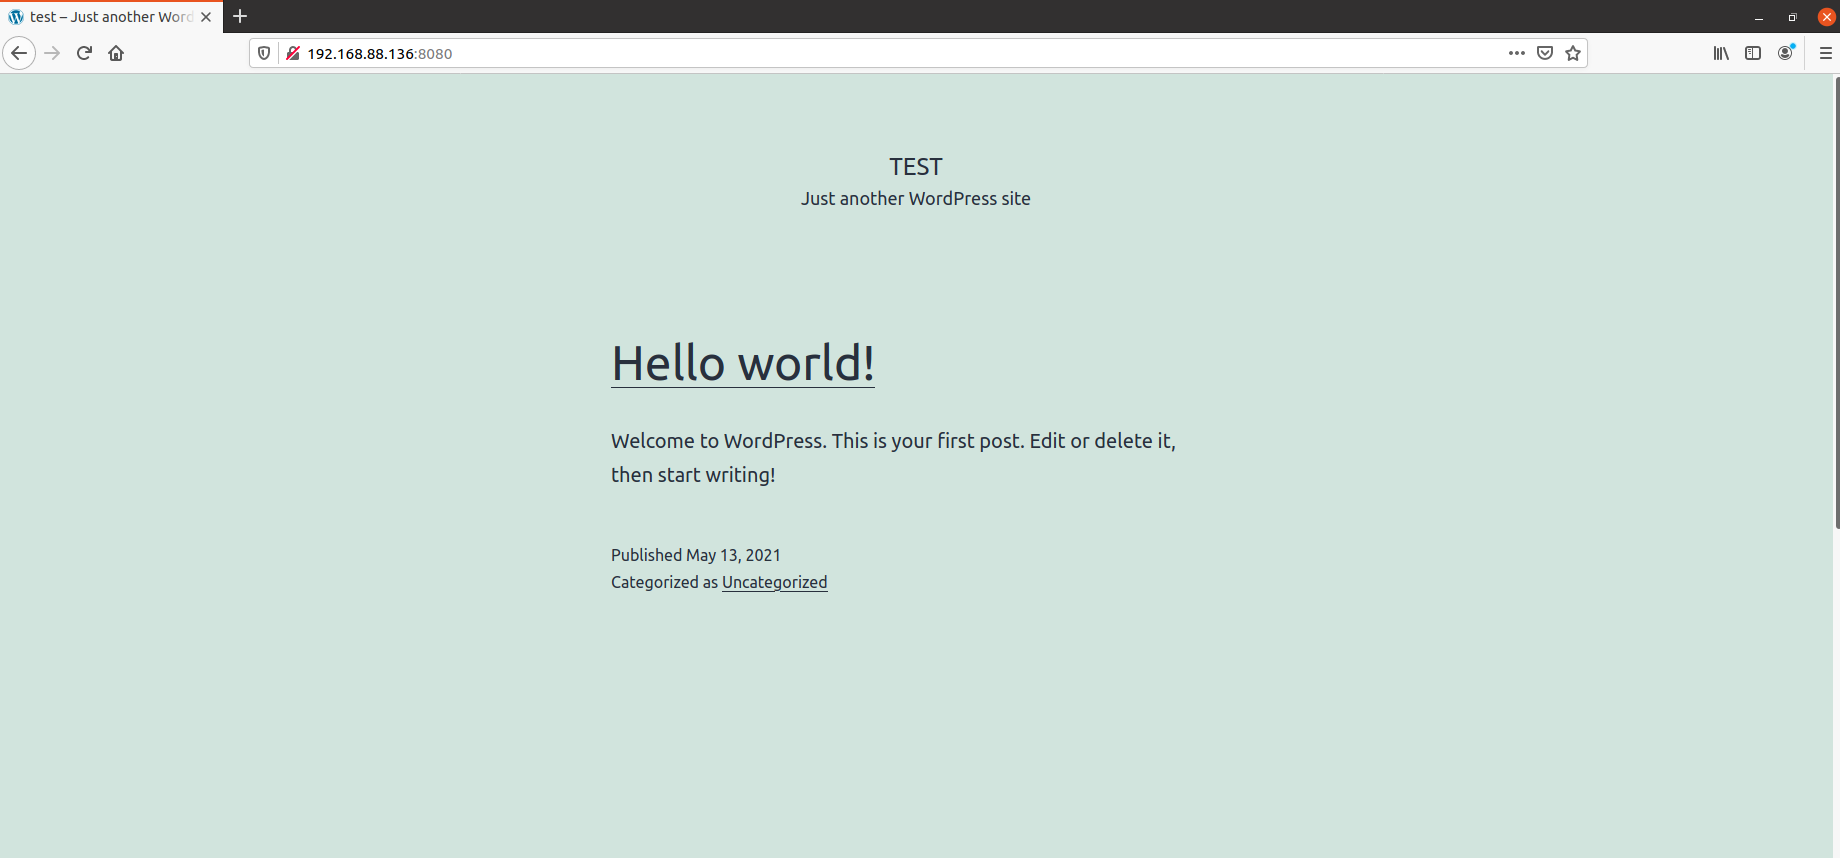 test – Just another Word
192.168.88.136:8080
TEST
Just another WordPress site
Hello world!
Welcome to WordPress. This is your first post. Edit or delete it,
then start writing!
Published May 13, 2021
Categorized as Uncategorized